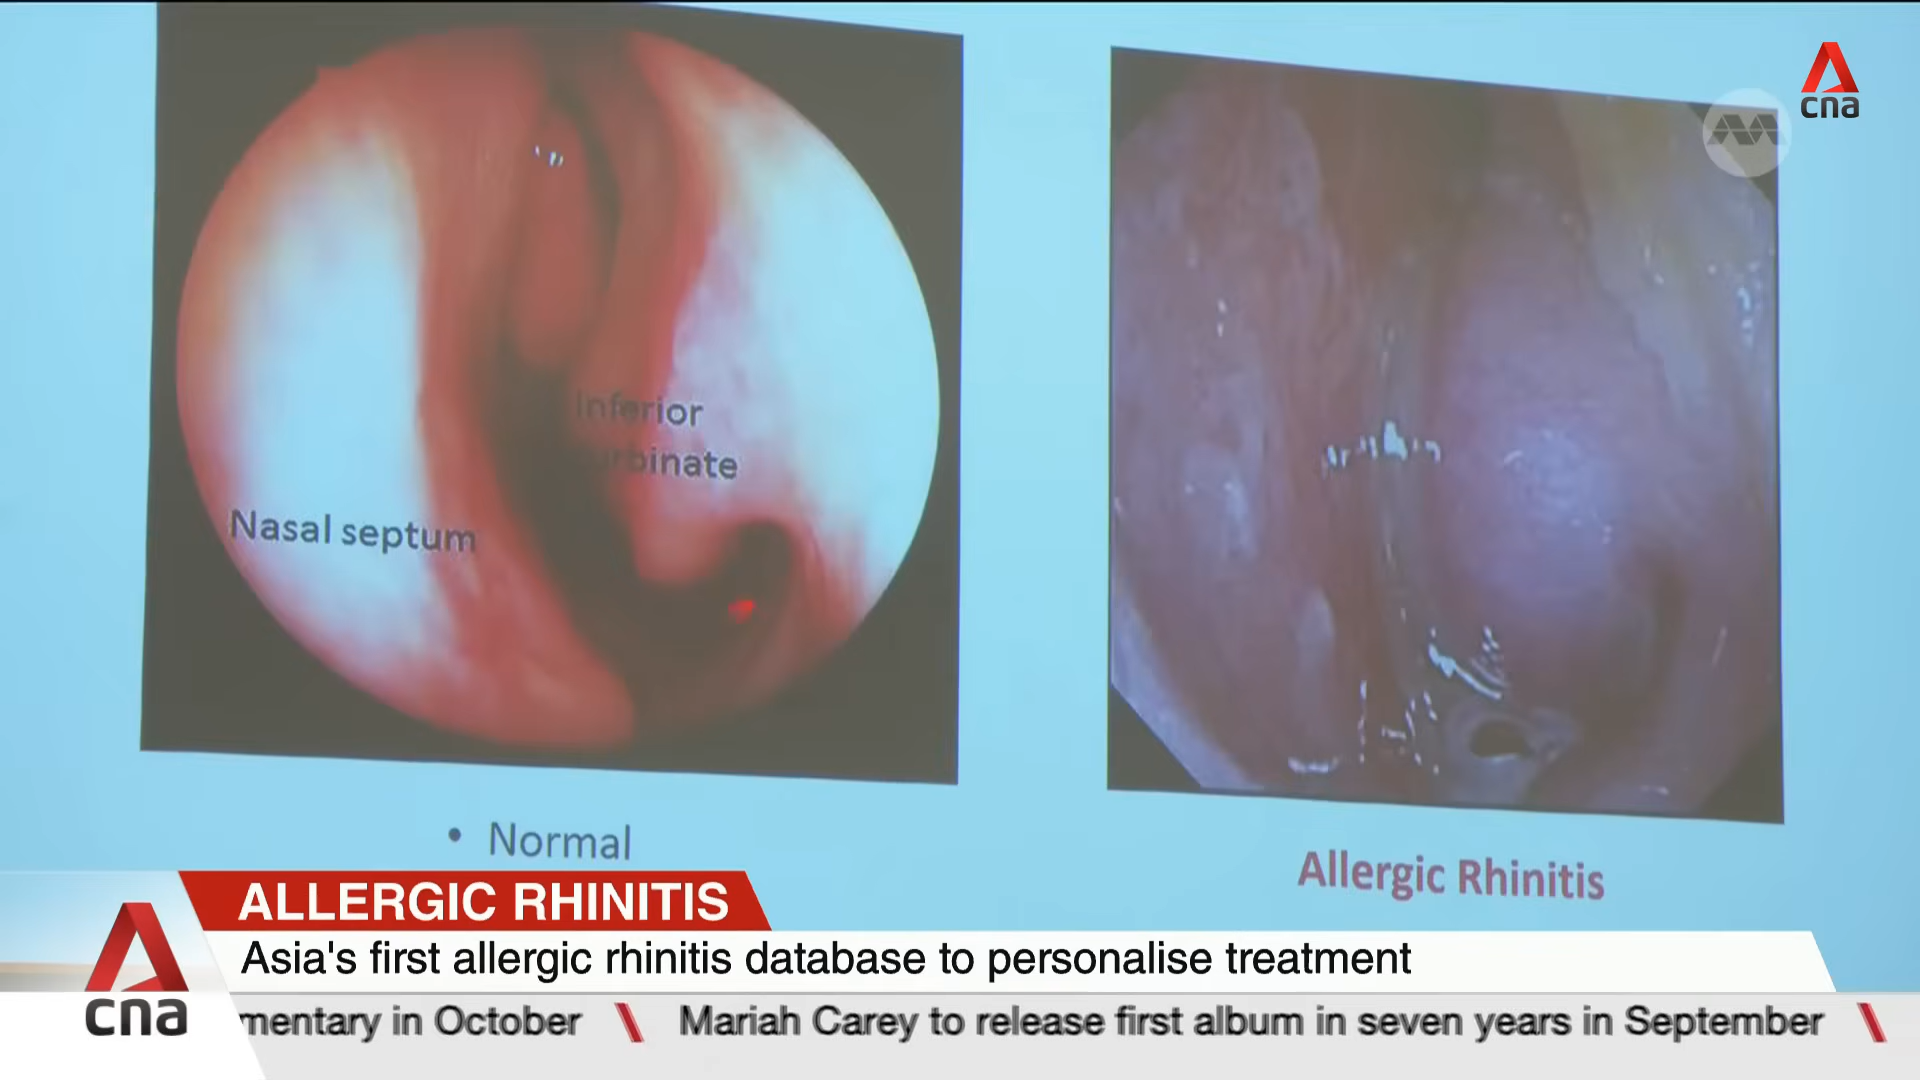 cna
Inferior
turbinate
Nasal septum
• Normal
Allergic Rhinitis
ALLERGIC RHINITIS
Asia's first allergic rhinitis database to personalise treatment
cna
mentary in October \ Mariah Carey to release first album in seven years in September \